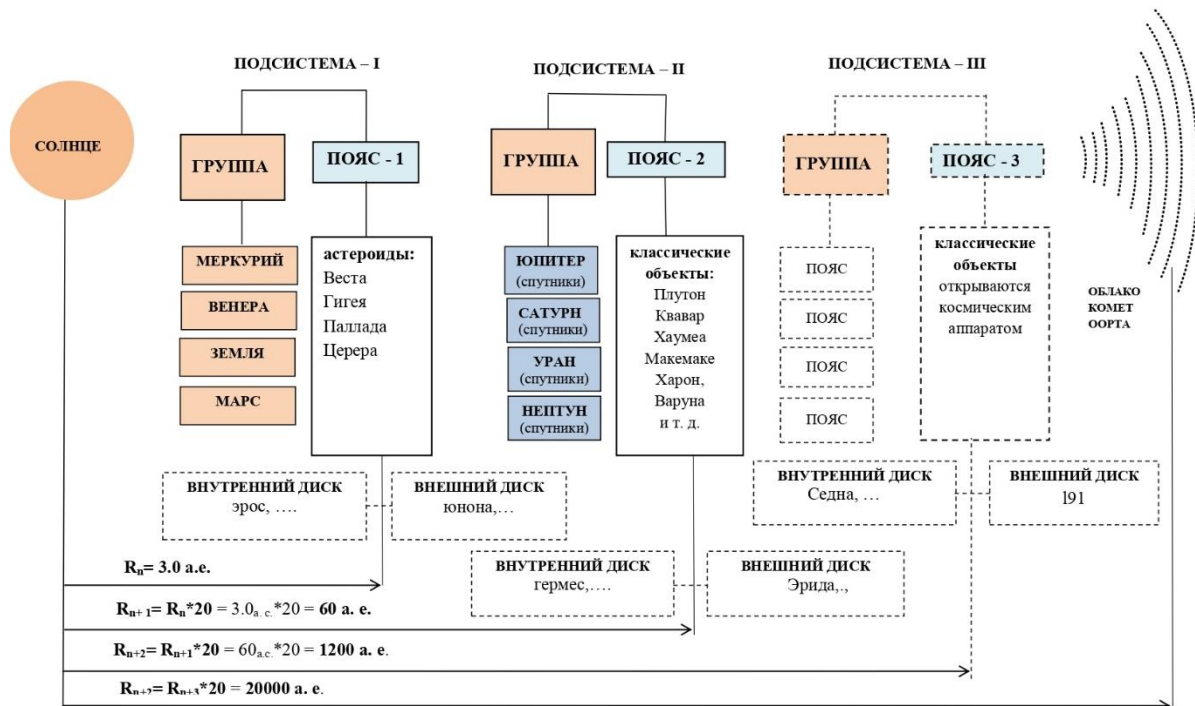 ПОДСИСТЕМА – I
ПОДСИСТЕМА – II
ПОДСИСТЕМА – III
СОЛНЦЕ
ГРУППА
ПОЯС - 1
ГРУППА
ПОЯС - 2
ГРУППА
ПОЯС - 3
МЕРКУРИЙ
ВЕНЕРА
ЗЕМЛЯ
МАРС
астероиды:
Веста
Гигея
Паллада
Церера
ЮПИТЕР
(спутники)
САТУРН
(спутники)
УРАН
(спутники)
НЕПТУН
(спутники)
классические
объекты:
Плутон
Квавар
Хаумеа
Макемаке
Харон,
Варуна
и т. д.
ПОЯС
ПОЯС
ПОЯС
ПОЯС
классические
объекты
открываются
космическим
аппаратом
ОБЛАКО
КОМЕТ
ООРТА
ВНУТРЕННИЙ ДИСК
эрос, ….
ВНЕШНИЙ ДИСК
юнона,…
ВНУТРЕННИЙ ДИСК
Седна, …
ВНЕШНИЙ ДИСК
l91
ВНУТРЕННИЙ ДИСК
гермес,….
ВНЕШНИЙ ДИСК
Эрида,.,
Rn= 3.0 а.е.
Rn+ 1= Rn*20 = 3.0а. с.*20 = 60 а. е.
Rn+2= Rn+1*20 = 60а.с.*20 = 1200 а. е.
Rn+2= Rn+3*20 = 20000 а. е.